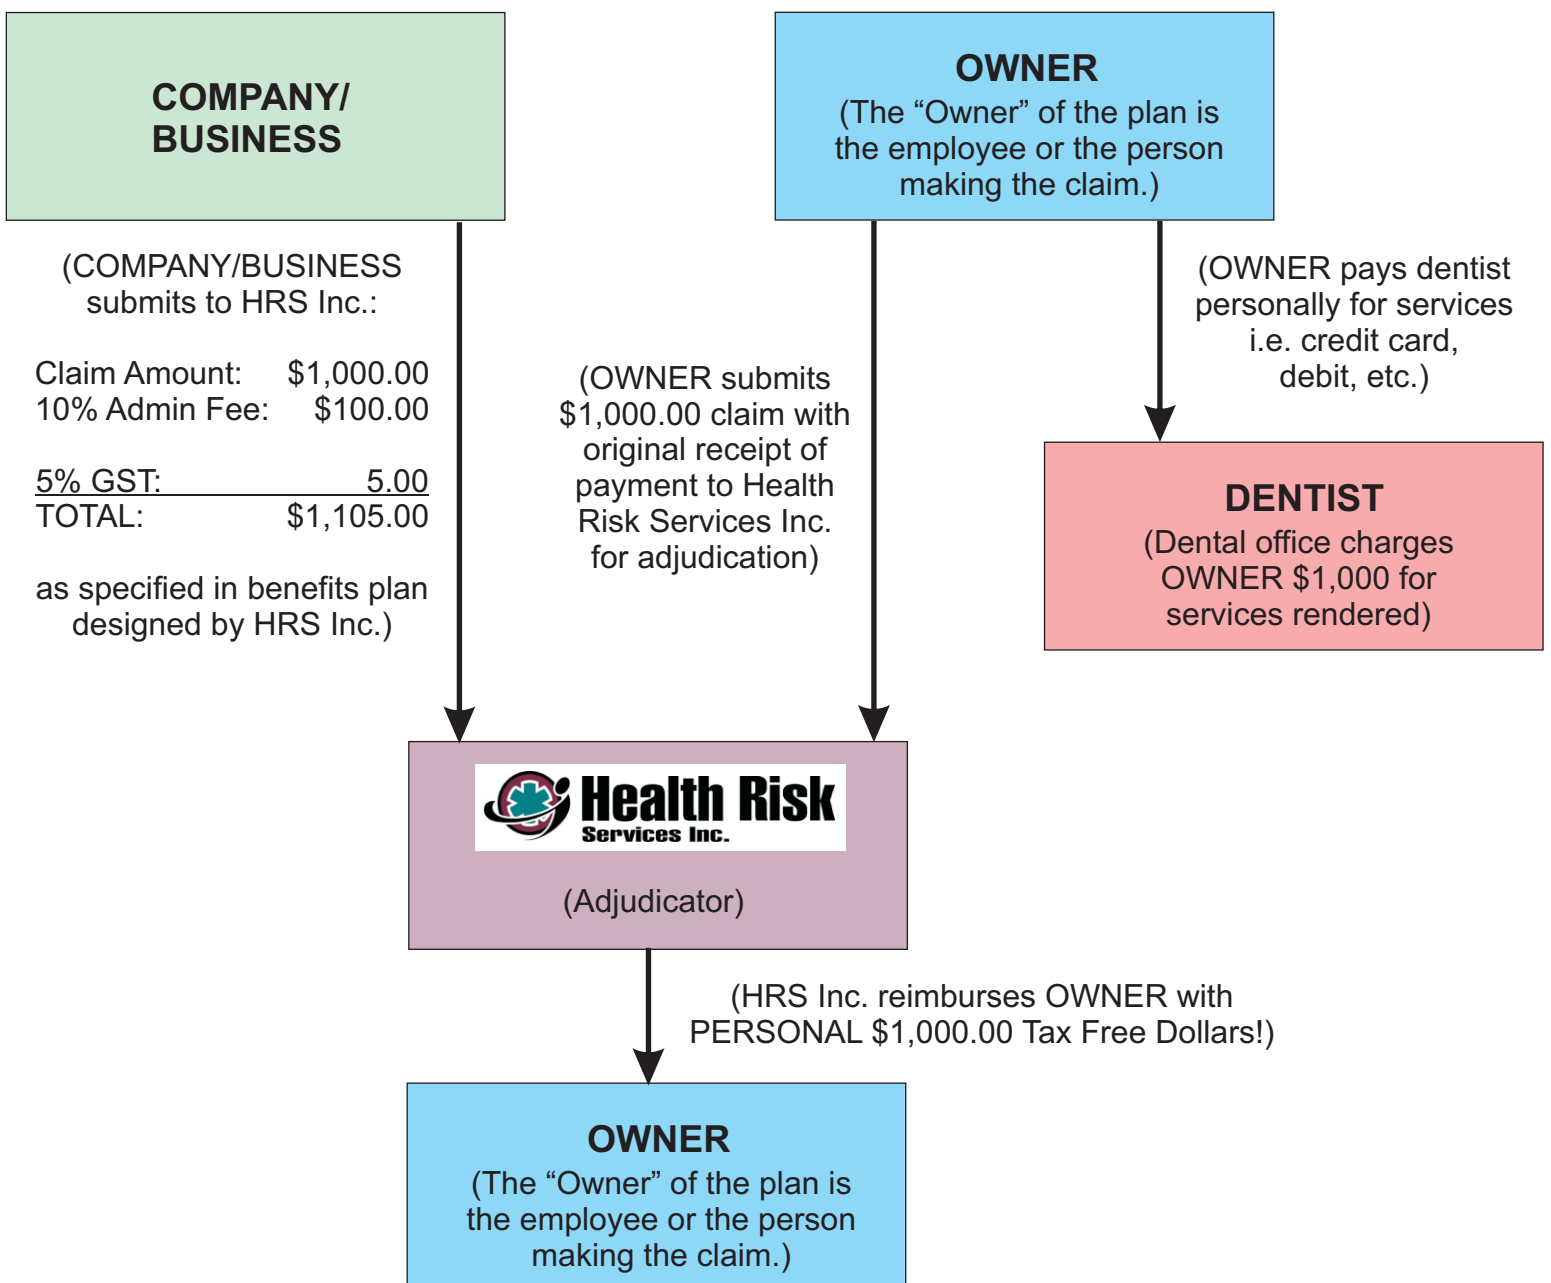 COMPANY/
BUSINESS
OWNER
(The “Owner” of the plan is
the employee or the person
making the claim.)
(COMPANY/BUSINESS
submits to HRS Inc.:
Claim Amount: $1,000.00
10% Admin Fee: $100.00
5% GST: 5.00
TOTAL: $1,105.00
as specified in benefits plan
designed by HRS Inc.)
(OWNER submits
$1,000.00 claim with
original receipt of
payment to Health
Risk Services Inc.
for adjudication)
(OWNER pays dentist
personally for services
i.e. credit card,
debit, etc.)
DENTIST
(Dental office charges
OWNER $1,000 for
services rendered)
Health Risk
Services Inc.
(Adjudicator)
(HRS Inc. reimburses OWNER with
PERSONAL $1,000.00 Tax Free Dollars!)
OWNER
(The “Owner” of the plan is
the employee or the person
making the claim.)